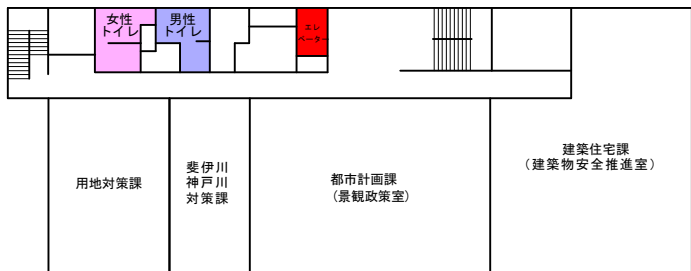 女性
トイレ
男性
トイレ
エレ
ベーター
用地対策課
斐伊川
神戸川
対策課
都市計画課
(景観政策室)
建築住宅課
(建築物安全推進室)